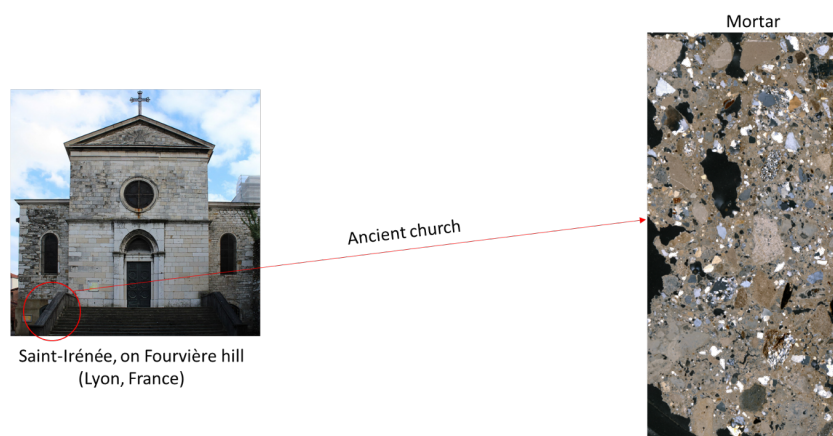 Mortar
Ancient church
Saint-Irénée, on Fourvière hill
(Lyon, France)